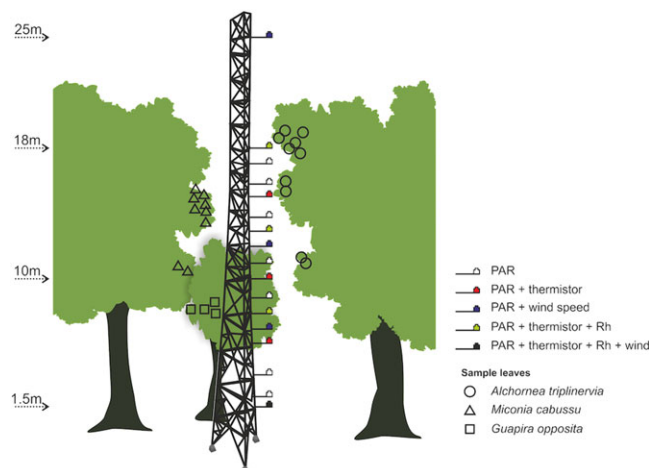 25m
18m
10m
1.5m
PAR
PAR + thermistor
PAR + wind speed
PAR + thermistor + Rh
PAR + thermistor + Rh + wind
Sample leaves
Alchornea triplinervia
Miconia cabussu
Guapira opposita